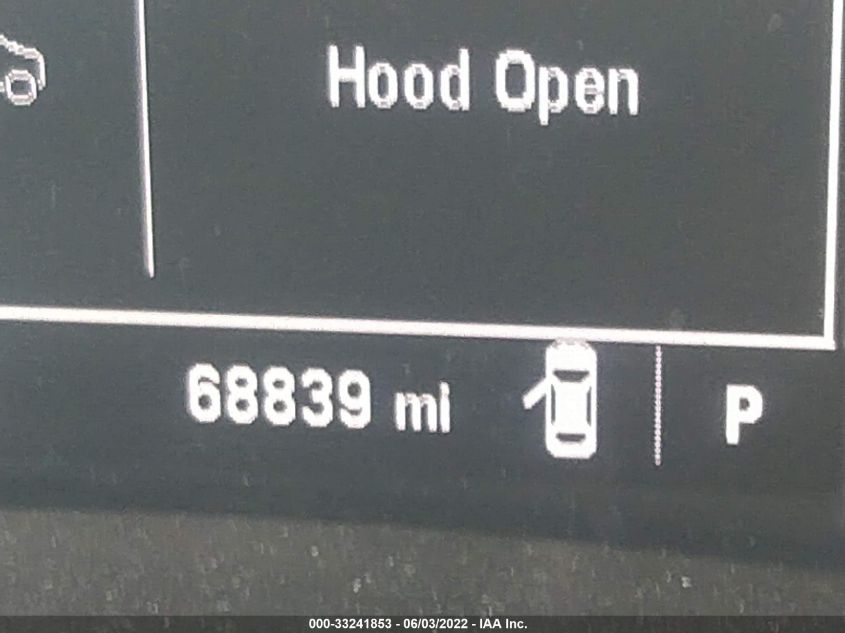 Hood Open
68839 mi
P
000-33241853 - 06/03/2022 - IAA Inc.